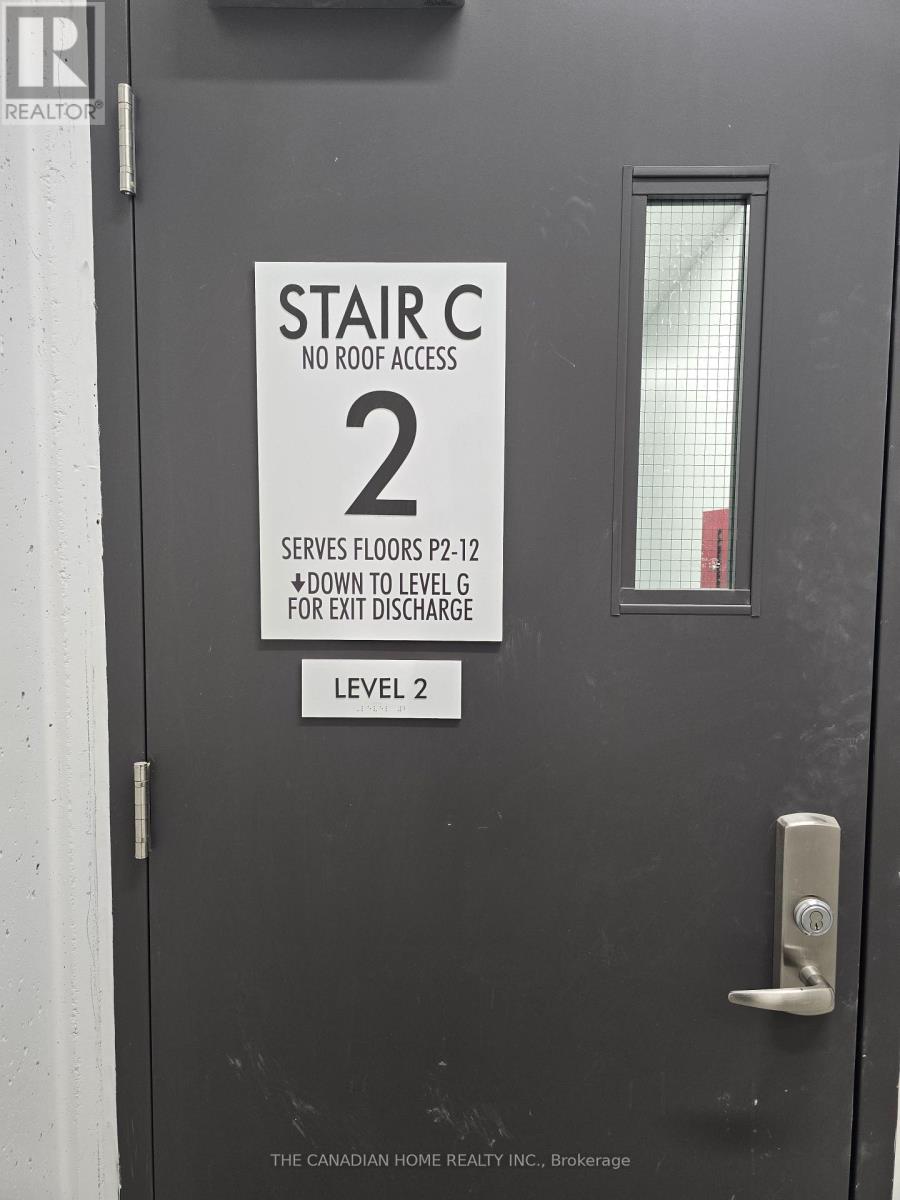 R
REALTOR®
STAIR C
NO ROOF ACCESS
2
SERVES FLOORS P2-12
↓DOWN TO LEVEL G
FOR EXIT DISCHARGE
LEVEL 2
THE CANADIAN HOME REALTY INC., Brokerage